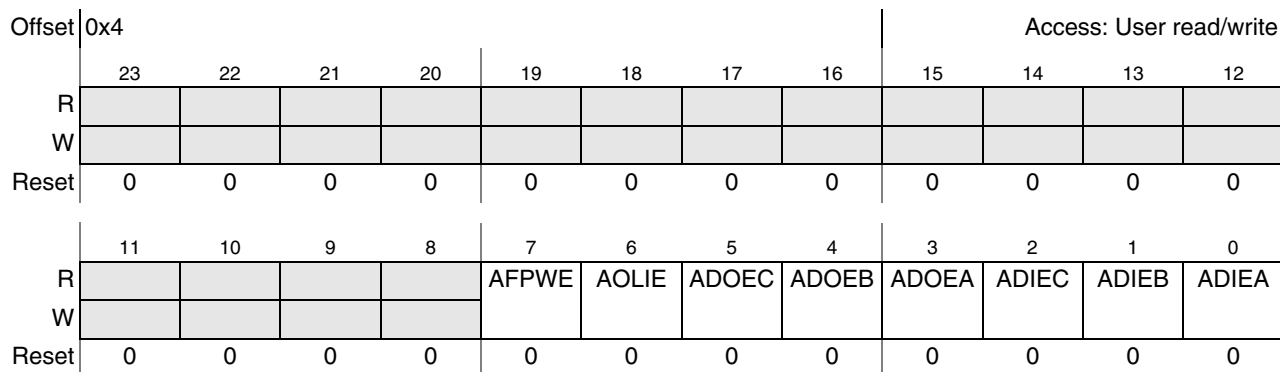 Offset 0x4 Access: User read/write
23 22 21 20 19 18 17 16 15 14 13 12
R
W
Reset 0 0 0 0 0 0 0 0 0 0 0 0
11 10 9 8 7 6 5 4 3 2 1 0
R AFPWE AOLIE ADOEC ADOEB ADOEA ADIEC ADIEB ADIEA
W
Reset 0 0 0 0 0 0 0 0 0 0 0 0